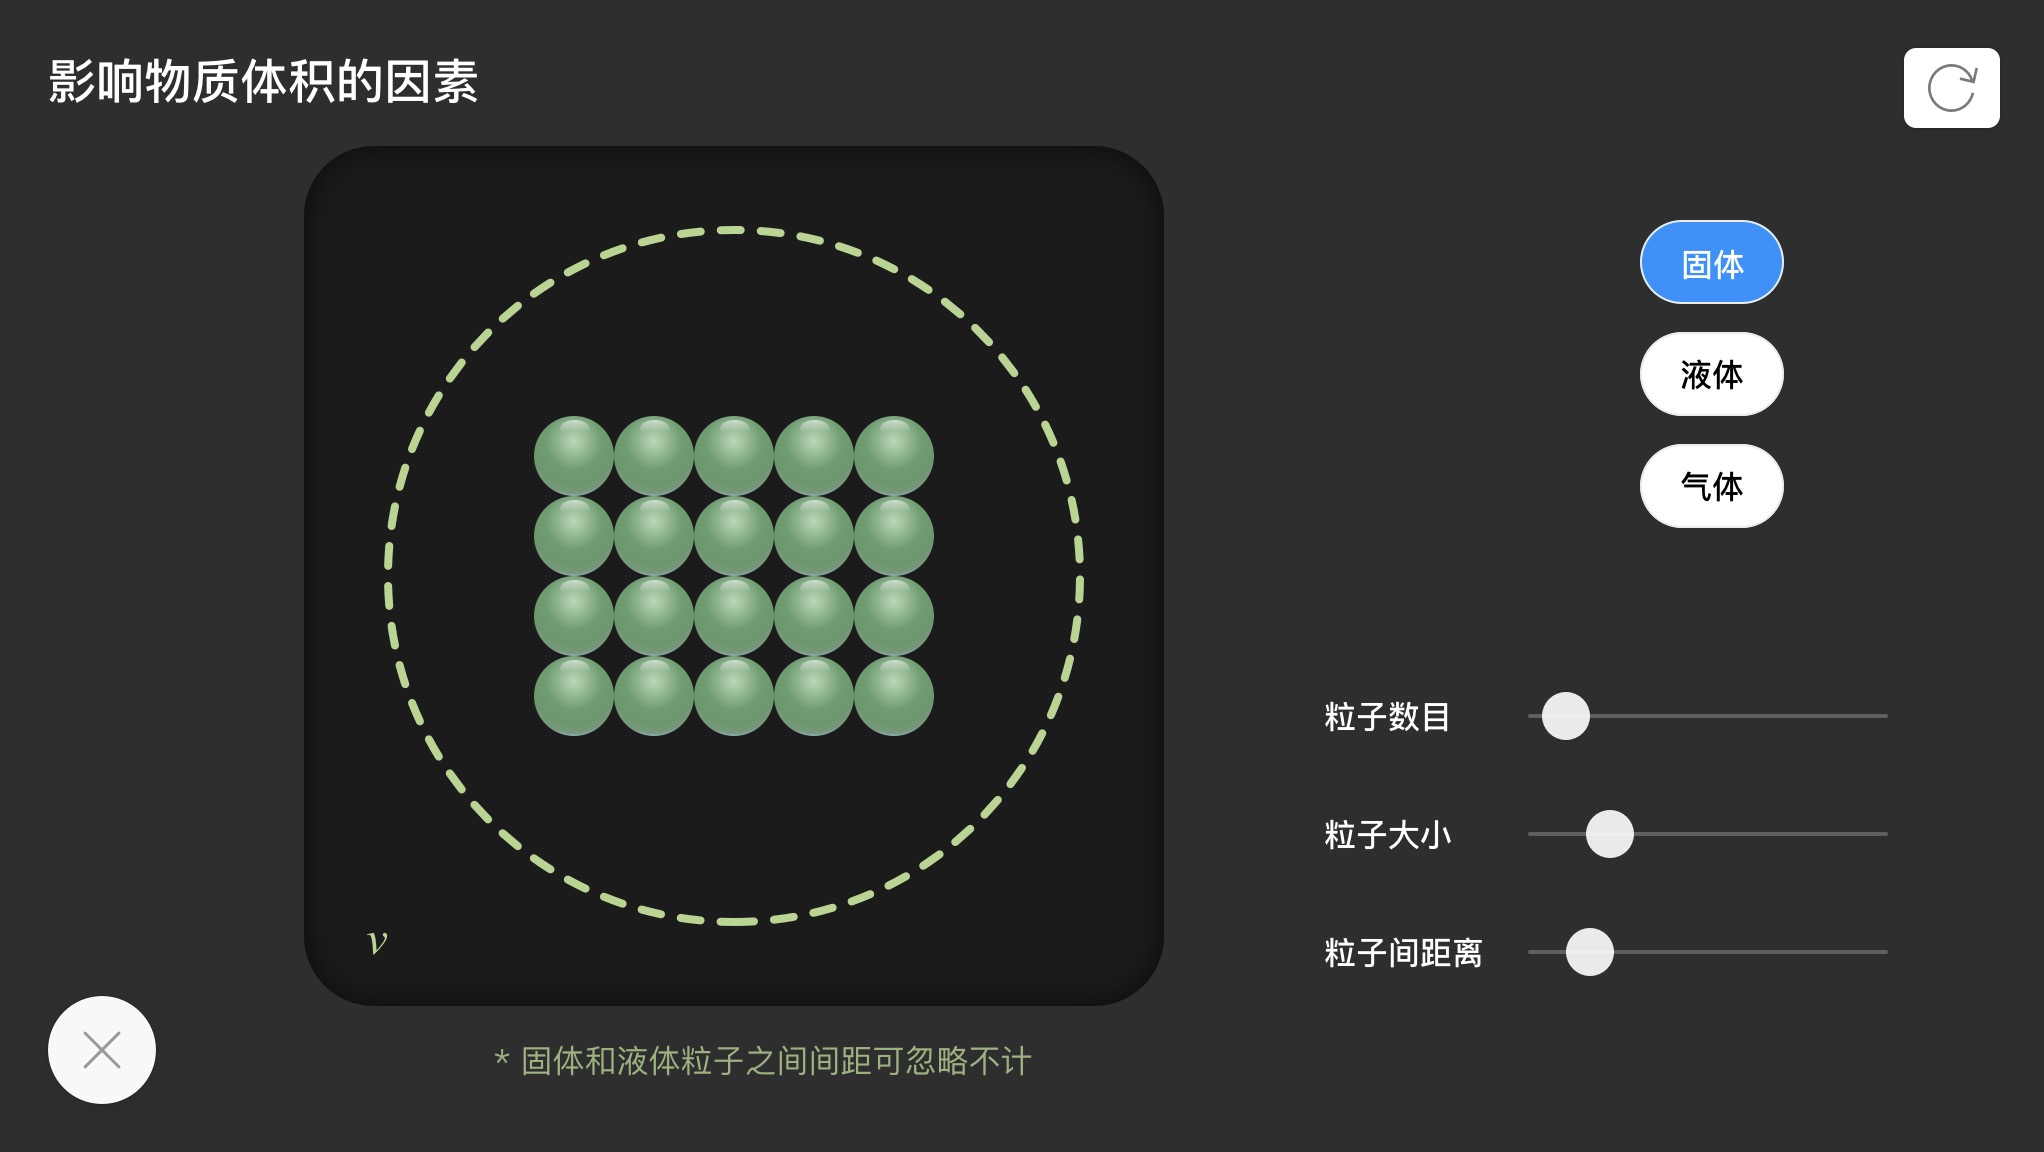 影响物质体积的因素
固体
液体
气体
粒子数目
粒子大小
粒子间距离
v
* 固体和液体粒子之间间距可忽略不计